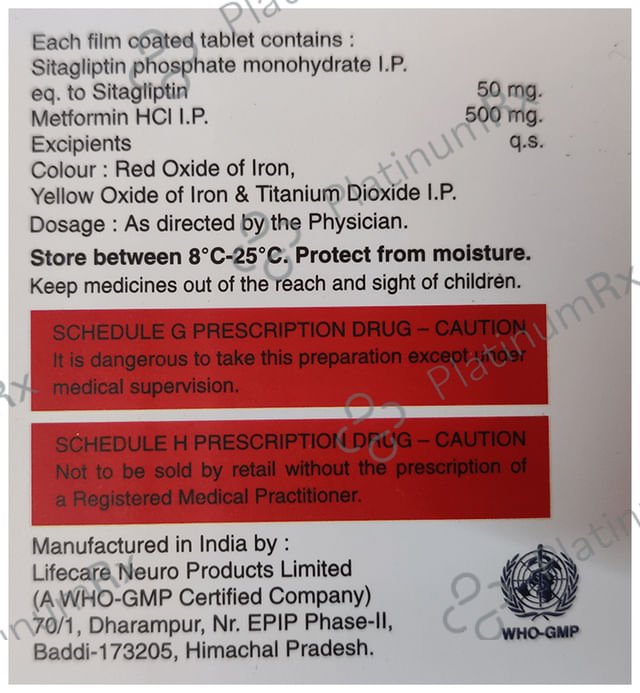 Each film coated tablet contains :
Sitagliptin phosphate monohydrate I.P.
eq. to Sitagliptin 50 mg.
Metformin HCl I.P. 500 mg.
Excipients q.s.
Colour : Red Oxide of Iron,
Yellow Oxide of Iron & Titanium Dioxide I.P.
Dosage : As directed by the Physician.
Store between 8°C-25°C. Protect from moisture.
Keep medicines out of the reach and sight of children.
SCHEDULE G PRESCRIPTION DRUG – CAUTION
It is dangerous to take this preparation except under
medical supervision.
SCHEDULE H PRESCRIPTION DRUG – CAUTION
Not to be sold by retail without the prescription of
a Registered Medical Practitioner.
Manufactured in India by :
Lifecare Neuro Products Limited
(A WHO-GMP Certified Company)
70/1, Dharampur, Nr. EPIP Phase-II,
Baddi-173205, Himachal Pradesh.
WHO-GMP
PlatinumRx
PlatinumRx